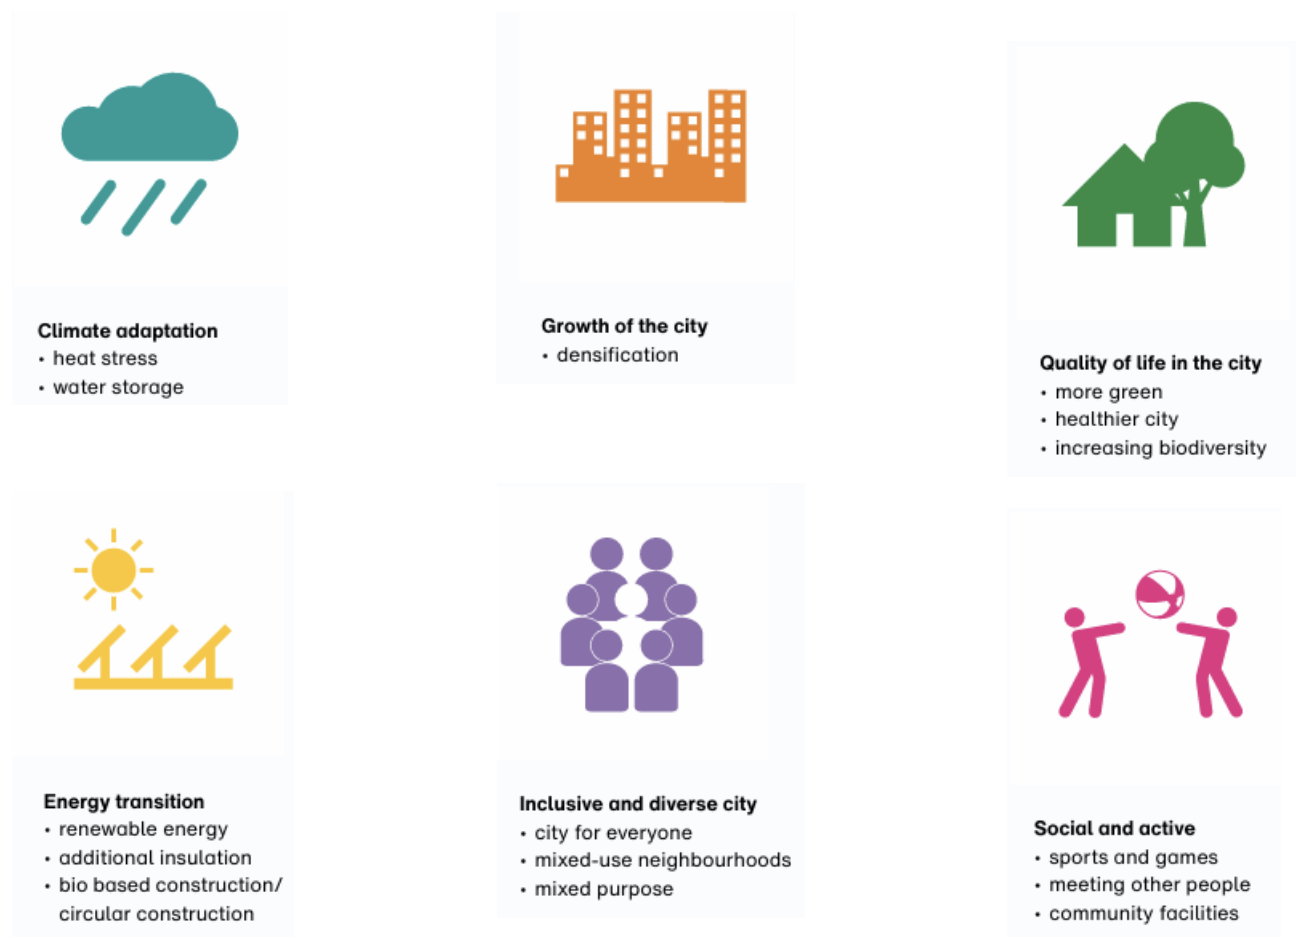 Climate adaptation
• heat stress
• water storage
Growth of the city
• densification
Quality of life in the city
• more green
• healthier city
• increasing biodiversity
Energy transition
• renewable energy
• additional insulation
• bio based construction/
circular construction
Inclusive and diverse city
• city for everyone
• mixed-use neighbourhoods
• mixed purpose
Social and active
• sports and games
• meeting other people
• community facilities